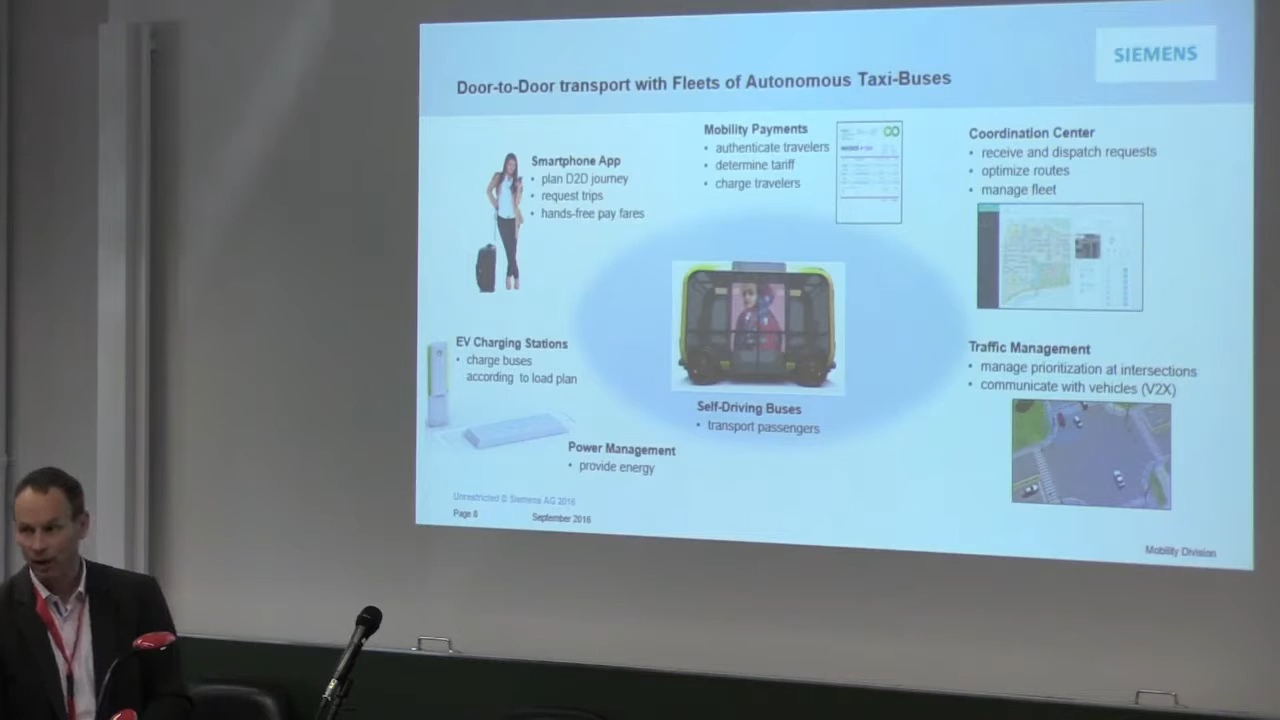 SIEMENS
Door-to-Door transport with Fleets of Autonomous Taxi-Buses
Smartphone App
• plan D2D journey
• request trips
• hands-free pay fares
Mobility Payments
• authenticate travelers
• determine tariff
• charge travelers
Coordination Center
• receive and dispatch requests
• optimize routes
• manage fleet
EV Charging Stations
• charge buses
according to load plan
Self-Driving Buses
• transport passengers
Traffic Management
• manage prioritization at intersections
• communicate with vehicles (V2X)
Power Management
• provide energy
Unrestricted © Siemens AG 2016
Page 6
September 2016
Mobility Division